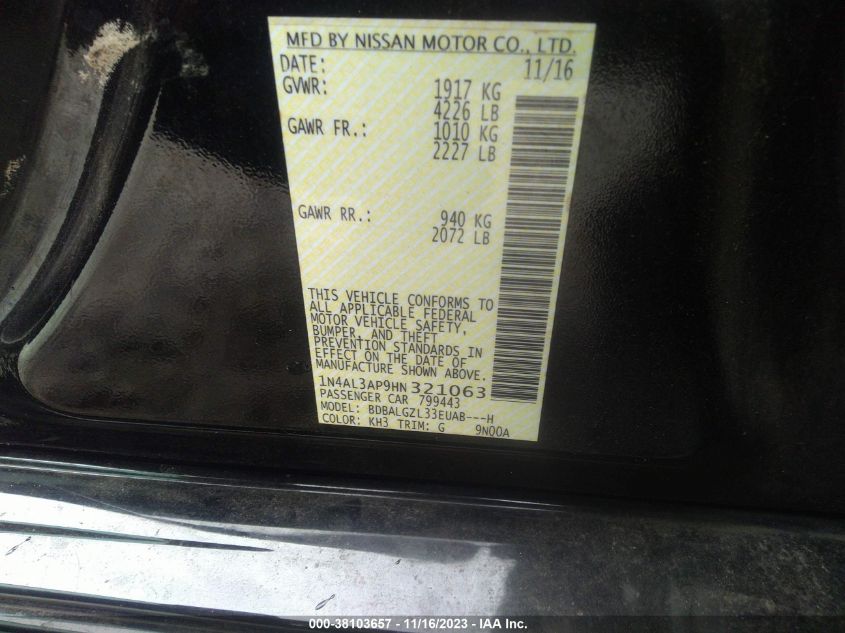 MFD BY NISSAN MOTOR CO., LTD.
DATE: 11/16
GVWR: 1917 KG
4226 LB
GAWR FR.: 1010 KG
2227 LB
GAWR RR.: 940 KG
2072 LB
THIS VEHICLE CONFORMS TO
ALL APPLICABLE FEDERAL
MOTOR VEHICLE SAFETY,
BUMPER, AND THEFT
PREVENTION STANDARDS IN
EFFECT ON THE DATE OF
MANUFACTURE SHOWN ABOVE.
1N4AL3AP9HN321063
PASSENGER CAR 799443
MODEL: BDBALGZL33EUAB---H
COLOR: KH3 TRIM: G 9N00A
000-38103657 - 11/16/2023 - IAAI Inc.